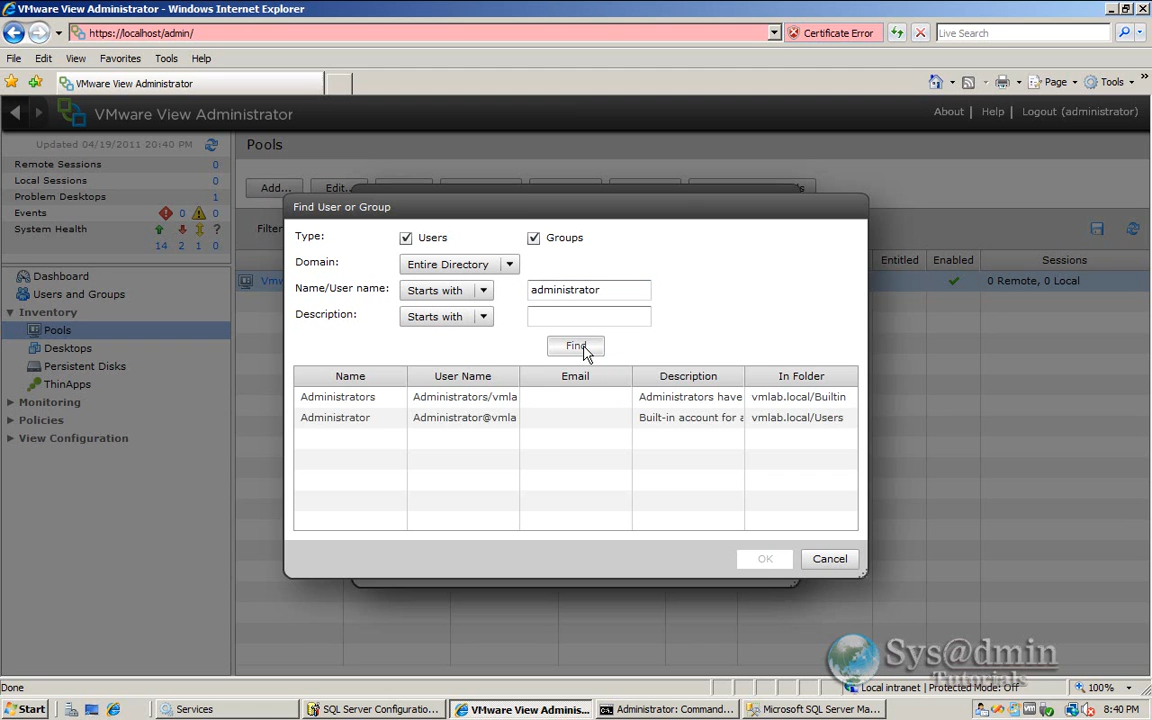 VMware View Administrator - Windows Internet Explorer
https://localhost/admin/
Certificate Error
Live Search
File Edit View Favorites Tools Help
VMware View Administrator
Page Tools »
VMware View Administrator
About Help Logout (administrator)
Updated 04/19/2011 20:40 PM
Remote Sessions 0
Local Sessions 0
Problem Desktops 1
Events 0 0
System Health ?
14 2 1 0
Dashboard
Users and Groups
Inventory
Pools
Desktops
Persistent Disks
ThinApps
Monitoring
Policies
View Configuration
Pools
Add...
Edit..
Filter
Entitled Enabled Sessions
Vmw
0 Remote, 0 Local
Find User or Group
Type: Users Groups
Domain: Entire Directory
Name/User name: Starts with administrator
Description: Starts with
Find
Name User Name Email Description In Folder
Administrators Administrators/vmla Administrators have vmlab.local/Builtin
Administrator Administrator@vmla Built-in account for a vmlab.local/Users
OK Cancel
Sys@dmin
Tutorials
Done
Local intranet | Protected Mode: Off
100%
Start
Services
SQL Server Configuratio...
VMware View Adminis...
Administrator: Command...
Microsoft SQL Server Ma...
8:40 PM